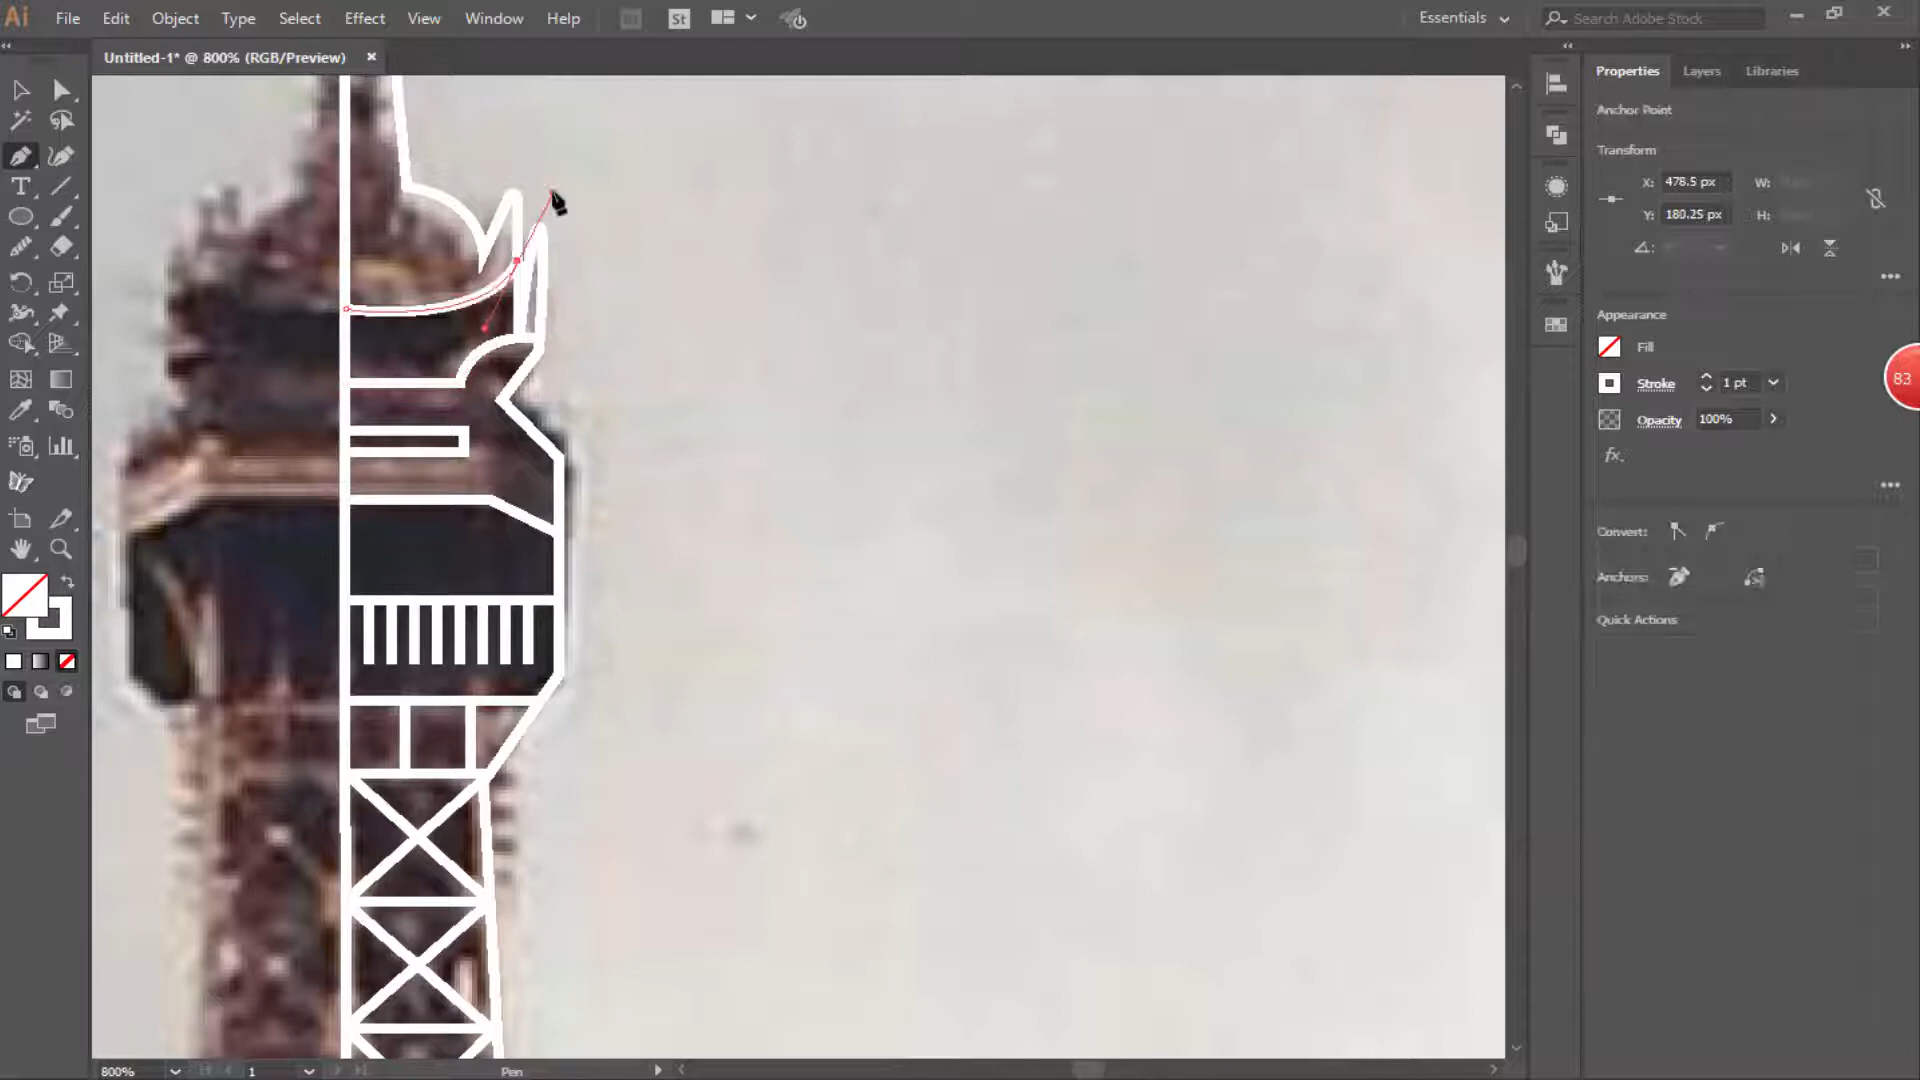 Ai File Edit Object Type Select Effect View Window Help Br St Essentials Search Adobe Stock
Untitled-1* @ 800% (RGB/Preview)
Properties Layers Libraries
Anchor Point
Transform
X: 478.5 px W:
Y: 180.25 px H:
Appearance
Fill
Stroke 1 pt
Opacity 100%
fx.
83
Convert:
Anchors:
Quick Actions
800% 1 Pen